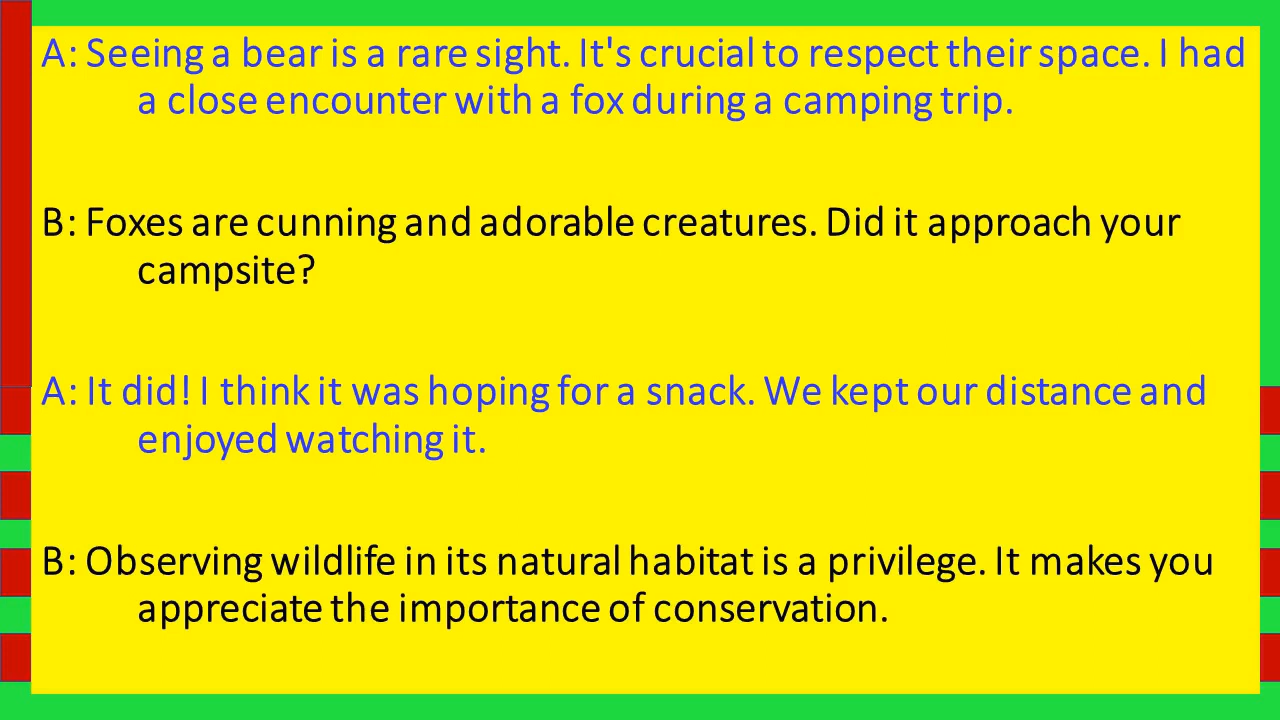 A: Seeing a bear is a rare sight. It's crucial to respect their space. I had
a close encounter with a fox during a camping trip.
B: Foxes are cunning and adorable creatures. Did it approach your
campsite?
A: It did! I think it was hoping for a snack. We kept our distance and
enjoyed watching it.
B: Observing wildlife in its natural habitat is a privilege. It makes you
appreciate the importance of conservation.